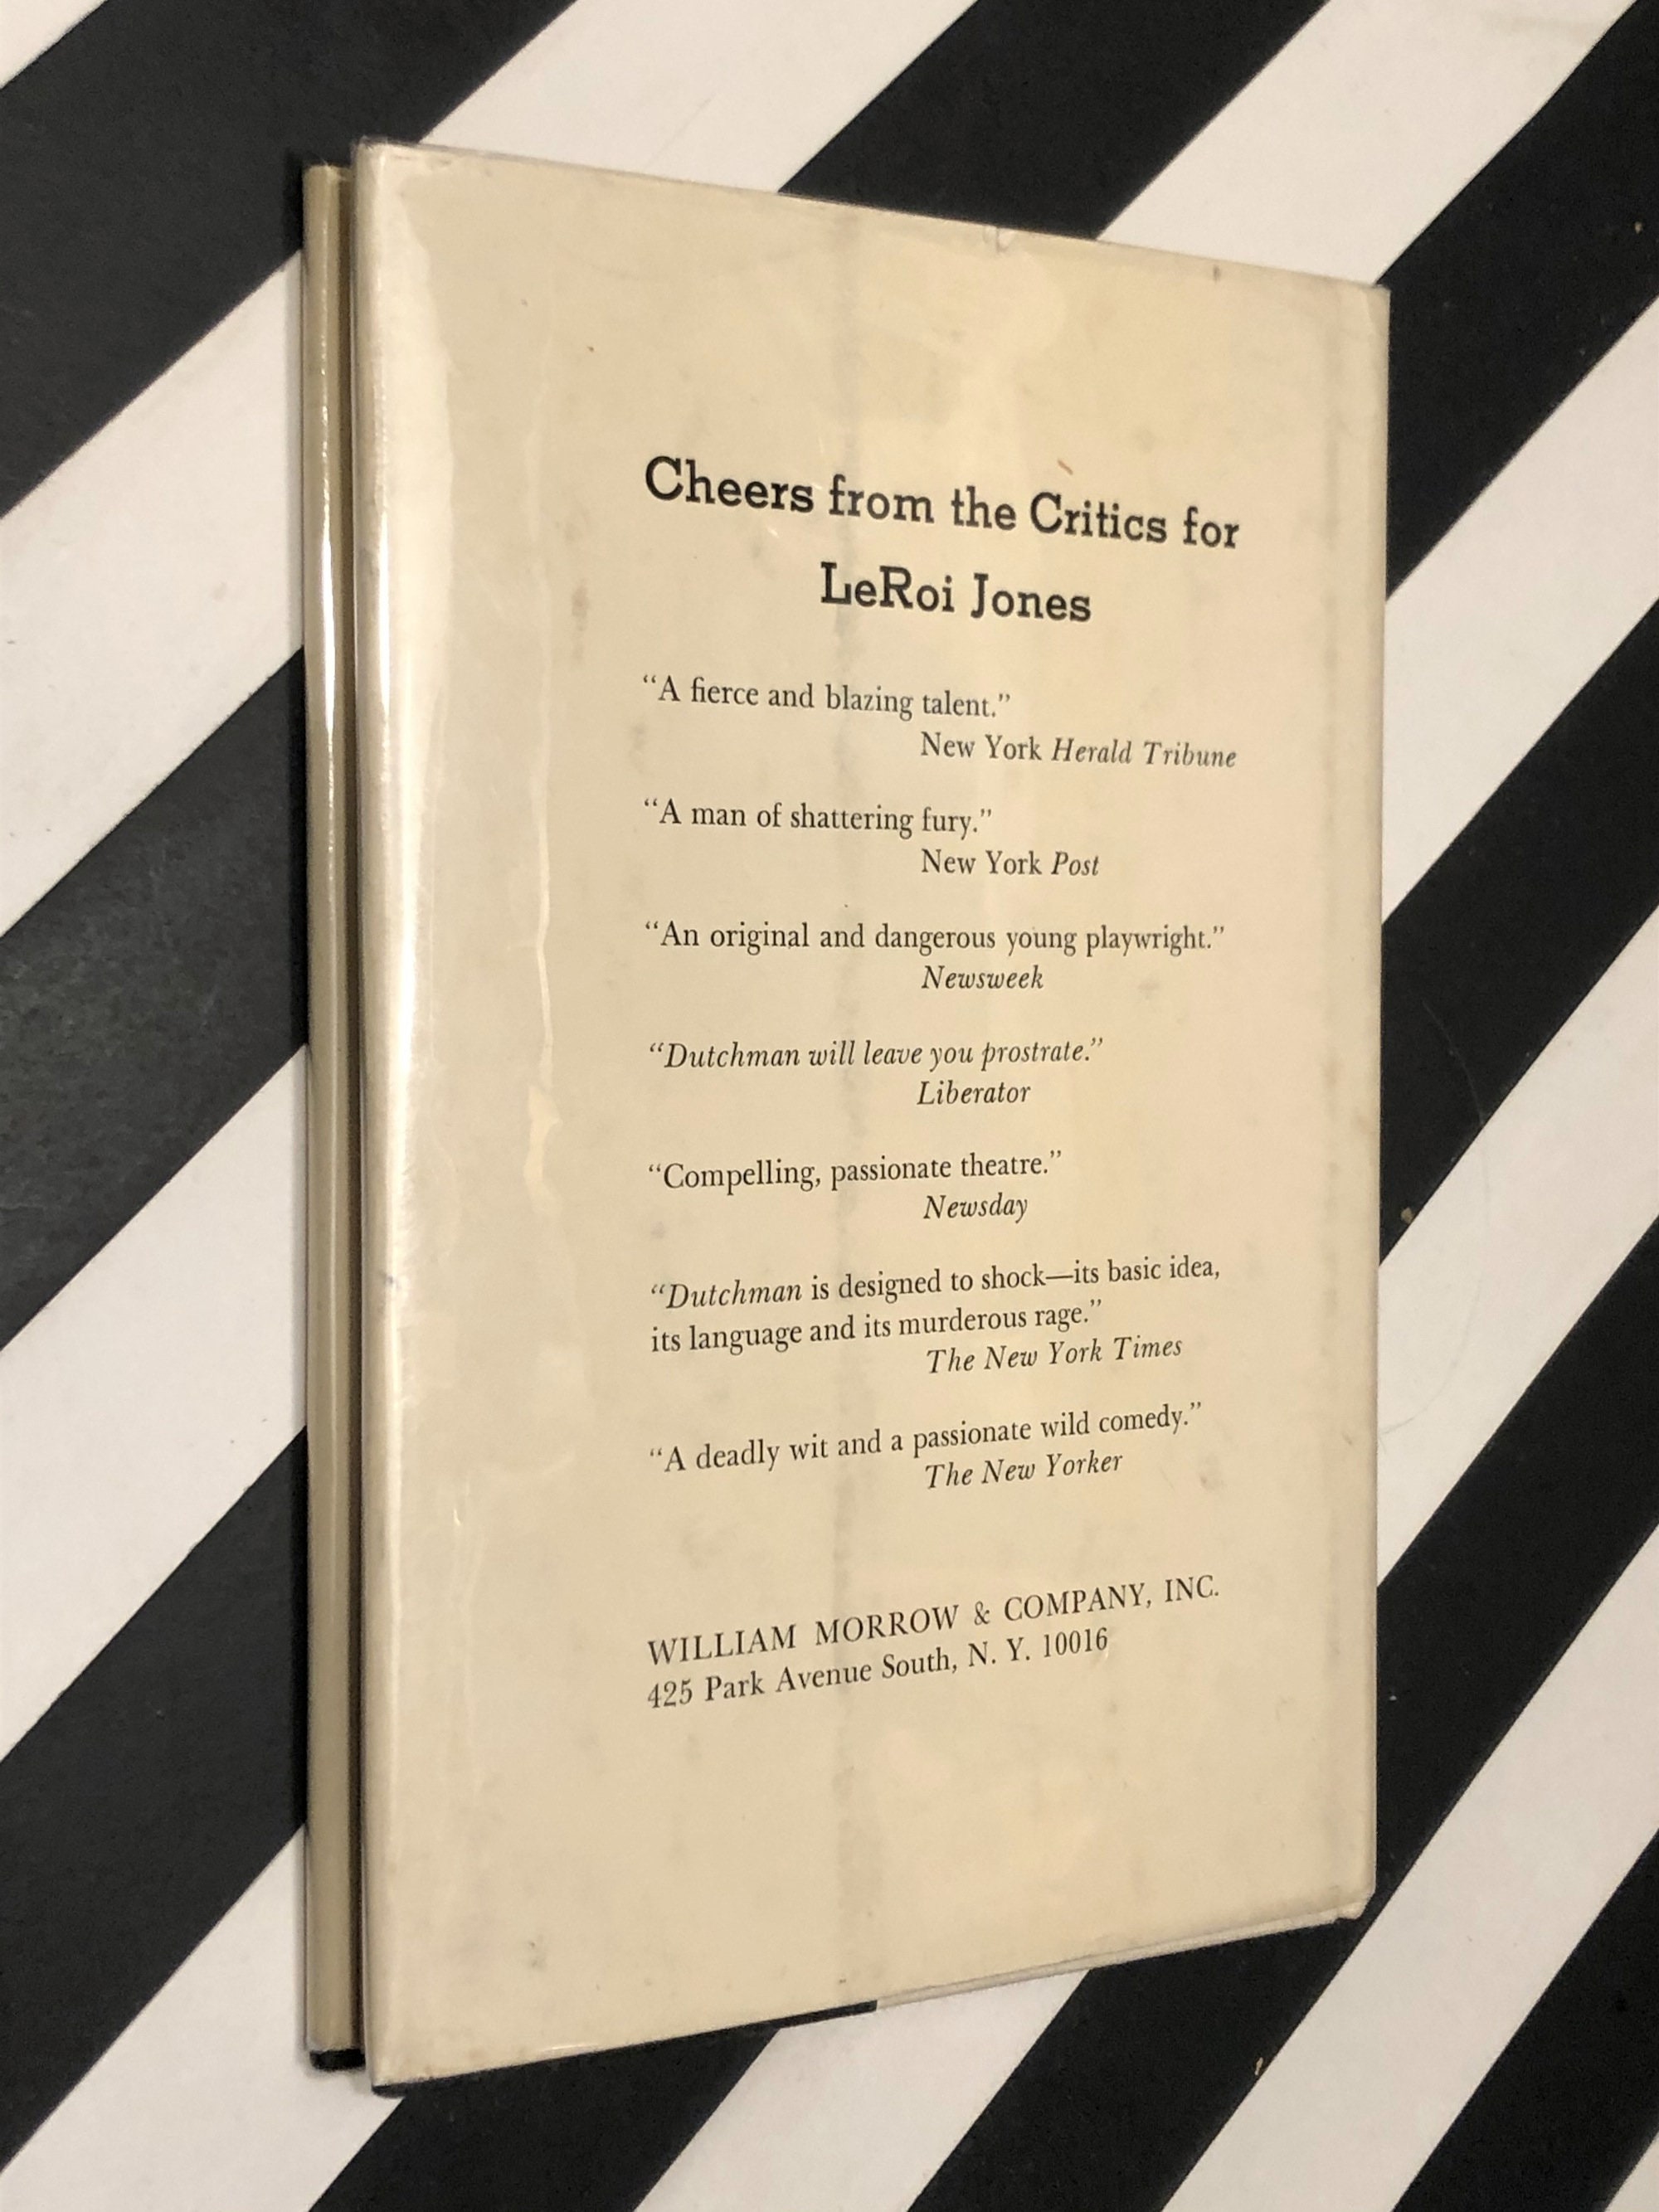 Cheers from the Critics for
LeRoi Jones
“A fierce and blazing talent.”
New York Herald Tribune
“A man of shattering fury.”
New York Post
“An original and dangerous young playwright.”
Newsweek
“Dutchman will leave you prostrate.”
Liberator
“Compelling, passionate theatre.”
Newsday
“Dutchman is designed to shock—its basic idea,
its language and its murderous rage.”
The New York Times
“A deadly wit and a passionate wild comedy.”
The New Yorker
WILLIAM MORROW & COMPANY, INC.
425 Park Avenue South, N. Y. 10016